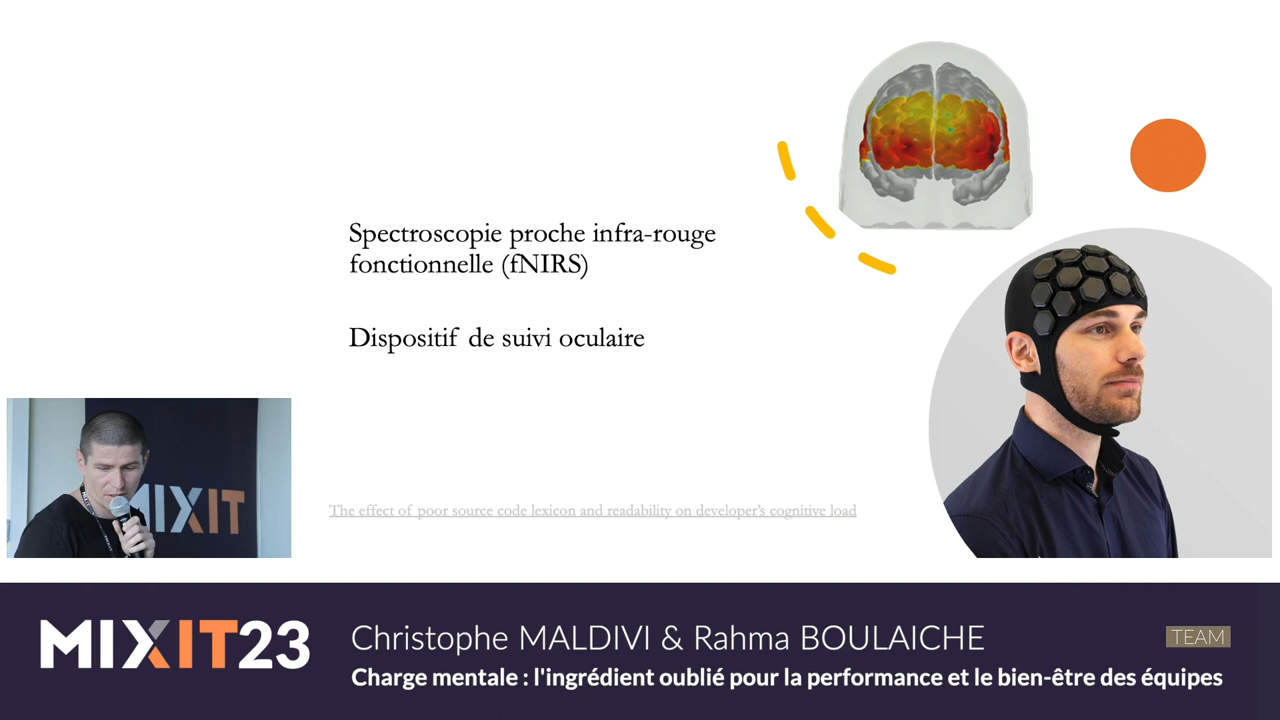 Spectroscopie proche infra-rouge
fonctionnelle (fNIRS)
Dispositif de suivi oculaire
The effect of poor source code lexicon and readability on developer's cognitive load
MIXIT
MIXIT23
Christophe MALDIVI & Rahma BOULAICHE
TEAM
Charge mentale : l'ingrédient oublié pour la performance et le bien-être des équipes